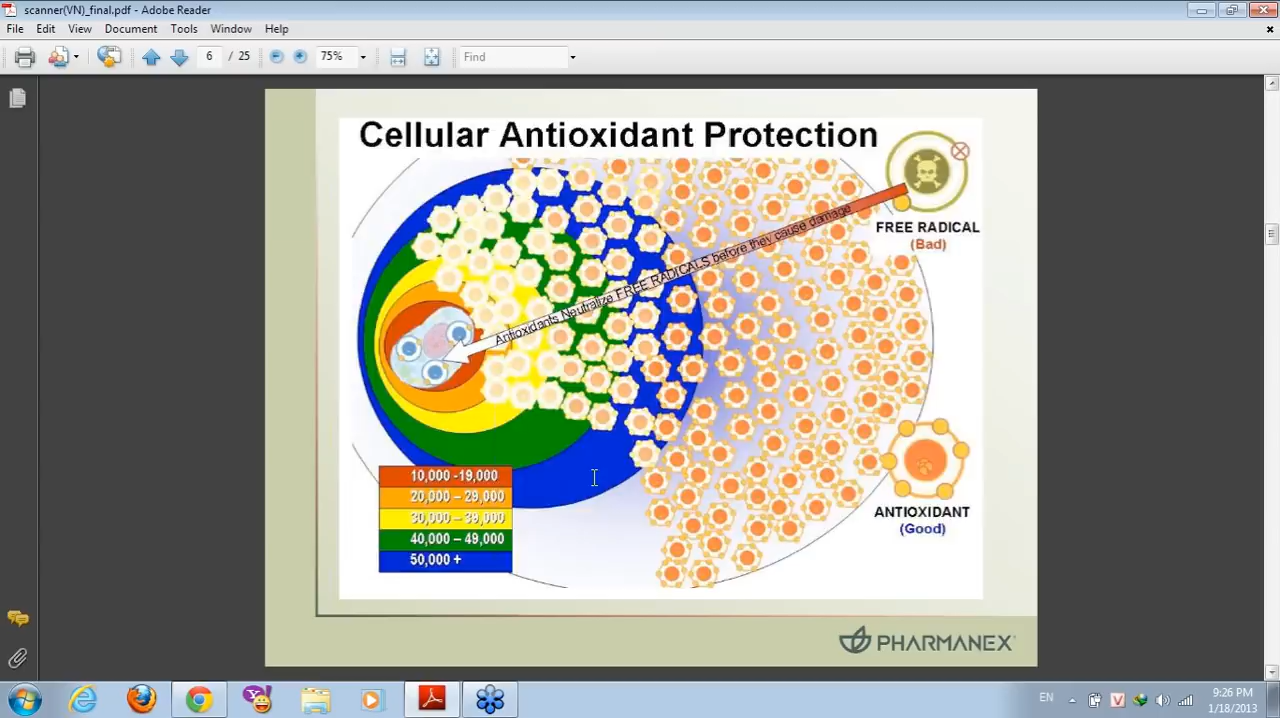 scanner(VN)_final.pdf - Adobe Reader
File Edit View Document Tools Window Help
6 / 25 75% Find
Cellular Antioxidant Protection
FREE RADICAL
(Bad)
Antioxidants Neutralize FREE RADICALS before they cause damage
10,000 -19,000
20,000 – 29,000
30,000 – 39,000
40,000 – 49,000
50,000 +
ANTIOXIDANT
(Good)
PHARMANEX
EN
9:26 PM
1/18/2013